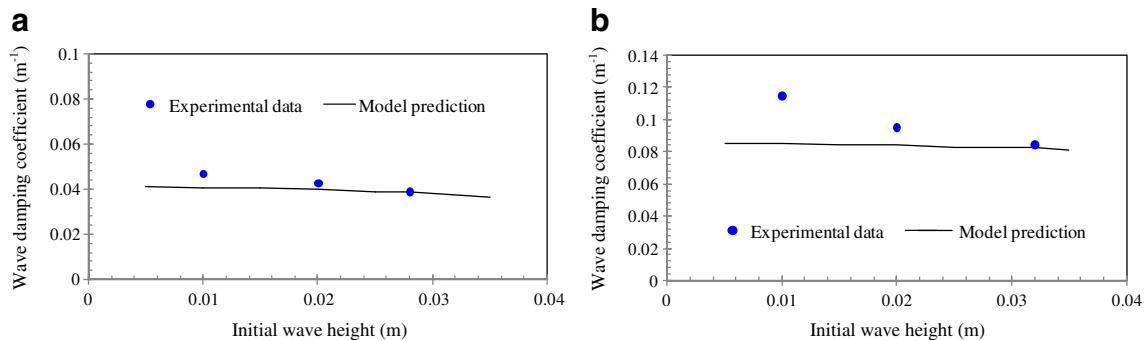 a
Wave damping coefficient (m-1)
0.1
0.08
0.06
0.04
0.02
0
Experimental data
Model prediction
0
0.01
0.02
0.03
0.04
Initial wave height (m)
b
Wave damping coefficient (m-1)
0.14
0.12
0.1
0.08
0.06
0.04
0.02
0
Experimental data
Model prediction
0
0.01
0.02
0.03
0.04
Initial wave height (m)